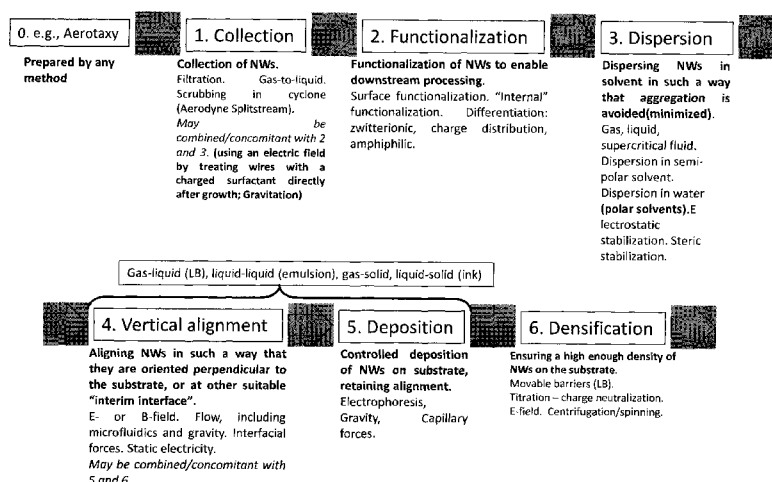 0. e.g., Aerotaxy
Prepared by any
method
1. Collection
Collection of NWs.
Filtration. Gas-to-liquid.
Scrubbing in cyclone
(Aerodyne Splitstream).
May be
combined/concomitant with 2
and 3. (using an electric field
by treating wires with a
charged surfactant directly
after growth; Gravitation)
2. Functionalization
Functionalization of NWs to enable
downstream processing.
Surface functionalization. "Internal"
functionalization. Differentiation:
zwitterionic, charge distribution,
amphiphilic.
3. Dispersion
Dispersing NWs in
solvent in such a way
that aggregation is
avoided(minimized).
Gas, liquid,
supercritical fluid.
Dispersion in semi-
polar solvent.
Dispersion in water
(polar solvents).E
lectrostatic
stabilization. Steric
stabilization.
Gas-liquid (LB), liquid-liquid (emulsion), gas-solid, liquid-solid (ink)
4. Vertical alignment
Aligning NWs in such a way that
they are oriented perpendicular to
the substrate, or at other suitable
"interim interface".
E- or B-field. Flow, including
microfluidics and gravity. Interfacial
forces. Static electricity.
May be combined/concomitant with
5 and 6
5. Deposition
Controlled deposition
of NWs on substrate,
retaining alignment.
Electrophoresis,
Gravity, Capillary
forces.
6. Densification
Ensuring a high enough density of
NWs on the substrate.
Movable barriers (LB).
Titration – charge neutralization.
E-field. Centrifugation/spinning.